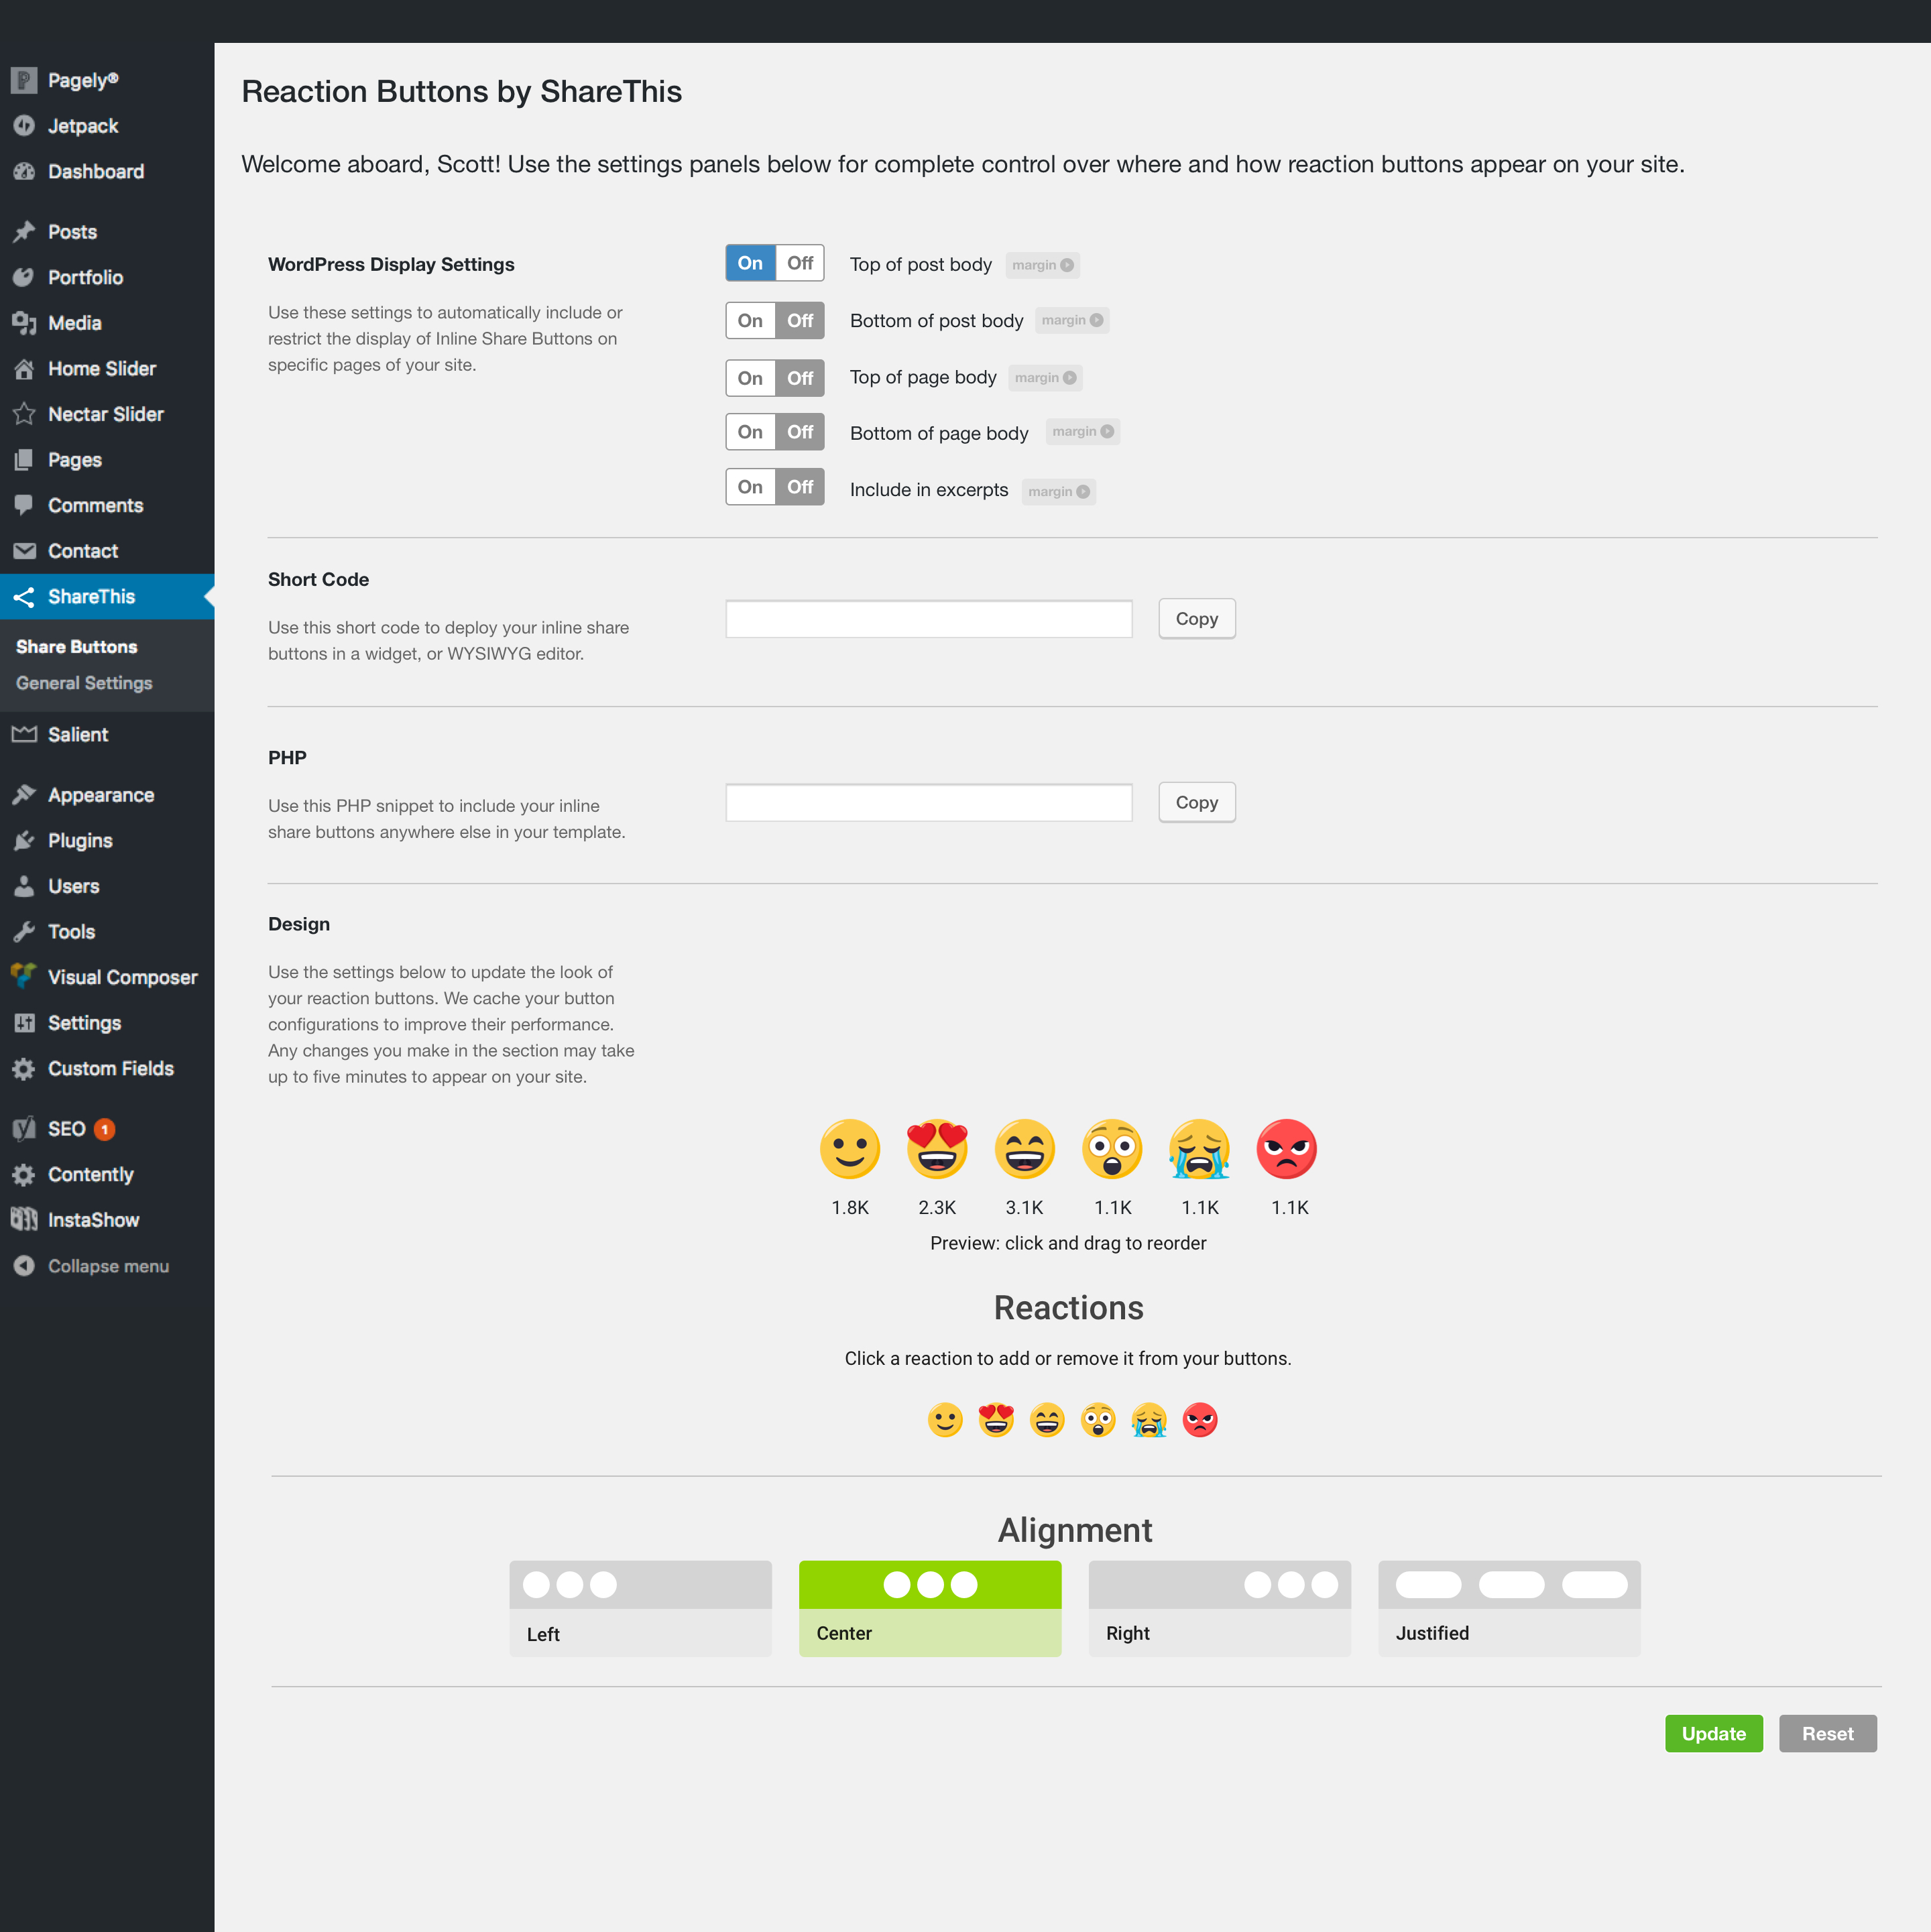 Pagely®
Jetpack
Dashboard
Posts
Portfolio
Media
Home Slider
Nectar Slider
Pages
Comments
Contact
ShareThis
Share Buttons
General Settings
Salient
Appearance
Plugins
Users
Tools
Visual Composer
Settings
Custom Fields
SEO 1
Contently
InstaShow
Collapse menu
Reaction Buttons by ShareThis
Welcome aboard, Scott! Use the settings panels below for complete control over where and how reaction buttons appear on your site.
WordPress Display Settings
Use these settings to automatically include or
restrict the display of Inline Share Buttons on
specific pages of your site.
On Off Top of post body margin
On Off Bottom of post body margin
On Off Top of page body margin
On Off Bottom of page body margin
On Off Include in excerpts margin
Short Code
Use this short code to deploy your inline share
buttons in a widget, or WYSIWYG editor.
Copy
PHP
Use this PHP snippet to include your inline
share buttons anywhere else in your template.
Copy
Design
Use the settings below to update the look of
your reaction buttons. We cache your button
configurations to improve their performance.
Any changes you make in the section may take
up to five minutes to appear on your site.
1.8K 2.3K 3.1K 1.1K 1.1K 1.1K
Preview: click and drag to reorder
Reactions
Click a reaction to add or remove it from your buttons.
Alignment
Left Center Right Justified
Update Reset